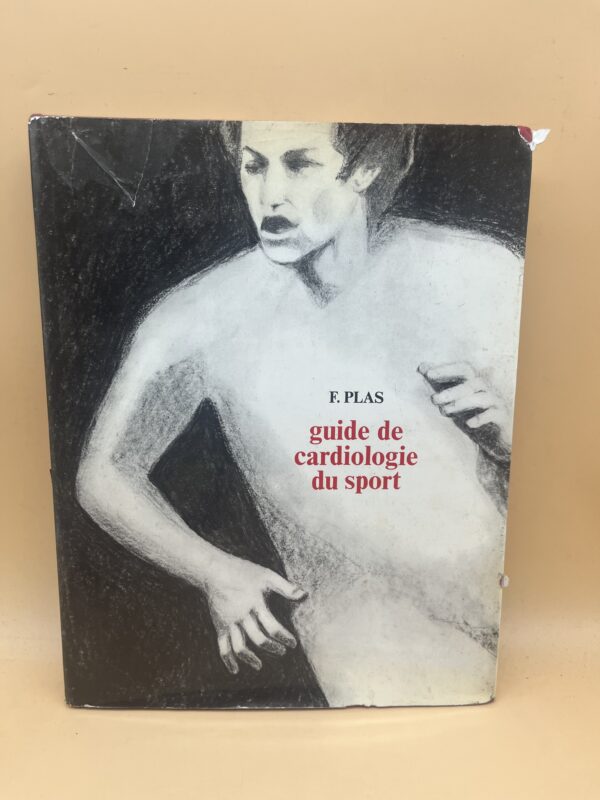 F. PLAS
guide de
cardiologie
du sport